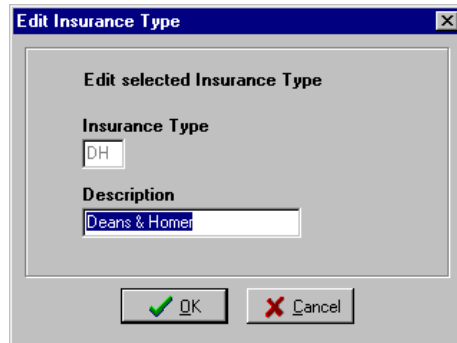 Edit Insurance Type
Edit selected Insurance Type
Insurance Type
DH
Description
Deans & Homer
OK
Cancel